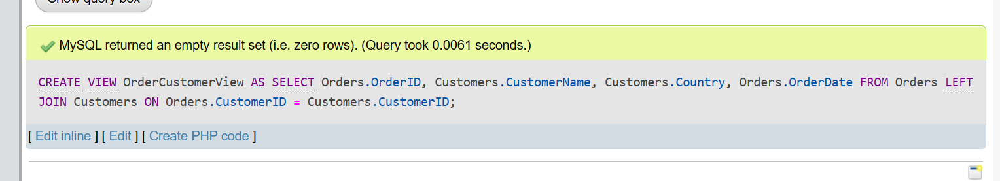 Show query box
MySQL returned an empty result set (i.e. zero rows). (Query took 0.0061 seconds.)
CREATE VIEW OrderCustomerView AS SELECT Orders.OrderID, Customers.CustomerName, Customers.Country, Orders.OrderDate FROM Orders LEFT
JOIN Customers ON Orders.CustomerID = Customers.CustomerID;
[ Edit inline ] [ Edit ] [ Create PHP code ]